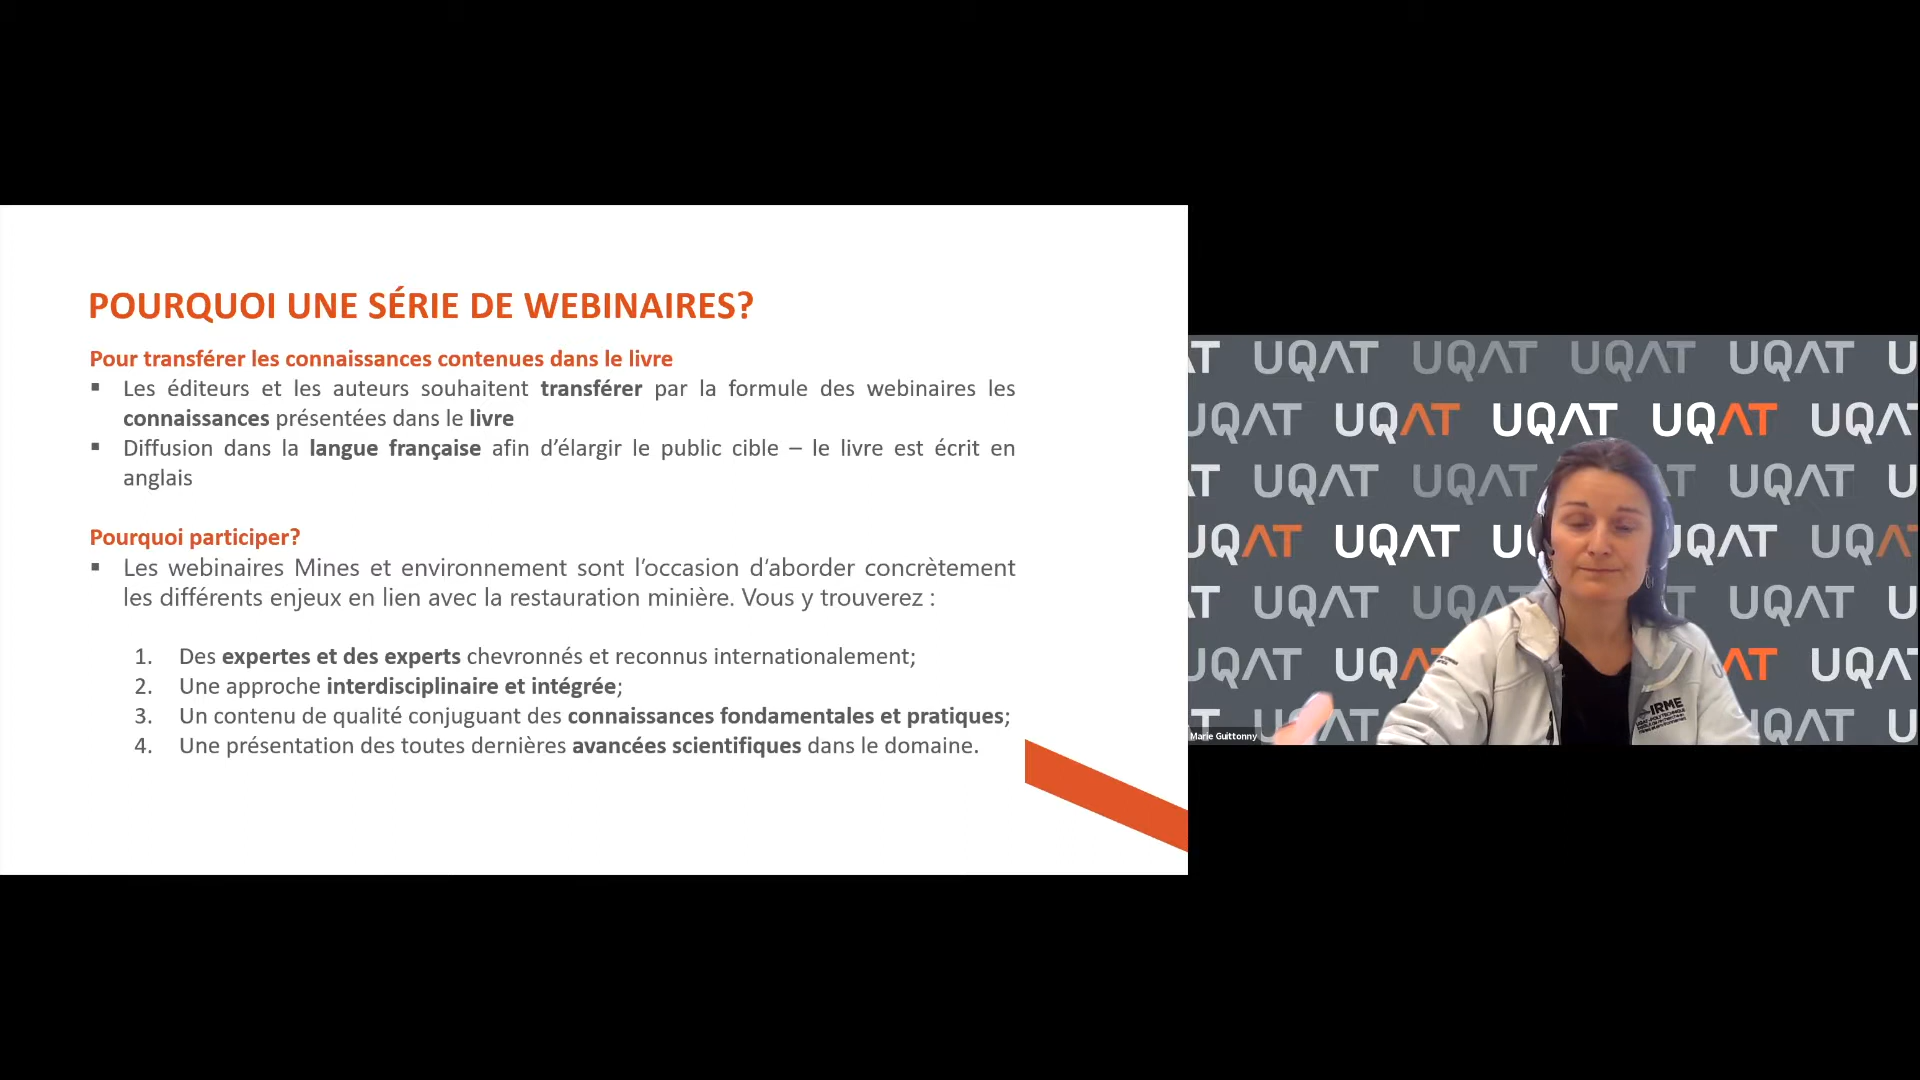 POURQUOI UNE SÉRIE DE WEBINAIRES?
Pour transférer les connaissances contenues dans le livre
▪ Les éditeurs et les auteurs souhaitent transférer par la formule des webinaires les
connaissances présentées dans le livre
▪ Diffusion dans la langue française afin d'élargir le public cible – le livre est écrit en
anglais
Pourquoi participer?
▪ Les webinaires Mines et environnement sont l'occasion d'aborder concrètement
les différents enjeux en lien avec la restauration minière. Vous y trouverez :
1. Des expertes et des experts chevronnés et reconnus internationalement;
2. Une approche interdisciplinaire et intégrée;
3. Un contenu de qualité conjuguant des connaissances fondamentales et pratiques;
4. Une présentation des toutes dernières avancées scientifiques dans le domaine.
T UQAT UQAT UQAT UQAT U
UQAT UQAT UQAT UQAT UQAT
T UQAT UQAT T UQAT U
UQAT UQAT UQ UQAT UQA
T UQAT UQAT T UQAT U
UQAT UQA AT UQAT
T UQAT UQAT
IRME
Marie Guittonny